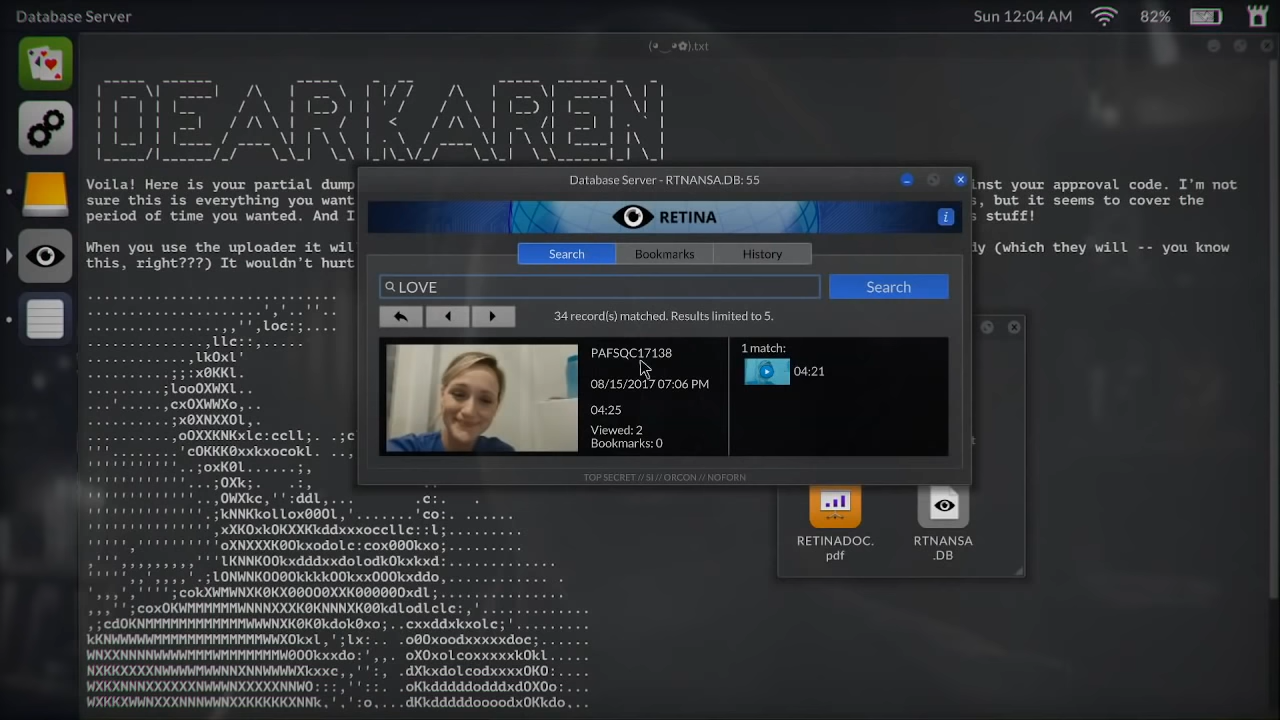 Database Server
Sun 12:04 AM
82%
(◕‿◕✿).txt
DEARKAREN
Voila! Here is your partial dump
inst your approval code. I'm not
sure this is everything you want
s, but it seems to cover the
period of time you wanted. And I
s stuff!
When you use the uploader it wil
dy (which they will -- you know
this, right???) It wouldn't hurt
Database Server - RTNANSA.DB: 55
RETINA
i
Search
Bookmarks
History
LOVE
Search
34 record(s) matched. Results limited to 5.
PAFSQC17138
08/15/2017 07:06 PM
04:25
Viewed: 2
Bookmarks: 0
1 match:
04:21
TOP SECRET // SI // ORCON // NOFORN
RETINADOC.
pdf
RTNANSA
.DB